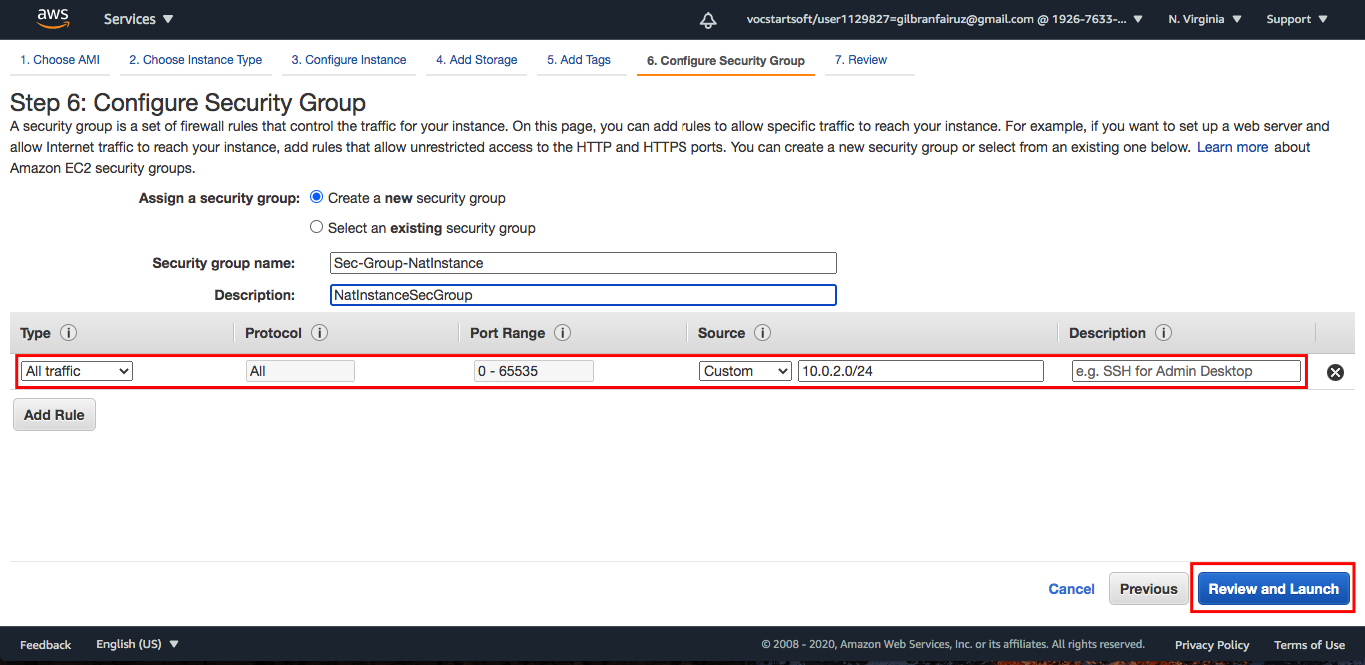 aws
Services
vocstartsoft/user1129827=gilbranfairuz@gmail.com @ 1926-7633-...
N. Virginia
Support
1. Choose AMI
2. Choose Instance Type
3. Configure Instance
4. Add Storage
5. Add Tags
6. Configure Security Group
7. Review
Step 6: Configure Security Group
A security group is a set of firewall rules that control the traffic for your instance. On this page, you can add rules to allow specific traffic to reach your instance. For example, if you want to set up a web server and
allow Internet traffic to reach your instance, add rules that allow unrestricted access to the HTTP and HTTPS ports. You can create a new security group or select from an existing one below. Learn more about
Amazon EC2 security groups.
Assign a security group: Create a new security group
Select an existing security group
Security group name: Sec-Group-NatInstance
Description: NatInstanceSecGroup
Type i Protocol i Port Range i Source i Description i
All traffic All 0 - 65535 Custom 10.0.2.0/24 e.g. SSH for Admin Desktop
Add Rule
Cancel Previous Review and Launch
Feedback English (US) © 2008 - 2020, Amazon Web Services, Inc. or its affiliates. All rights reserved. Privacy Policy Terms of Use